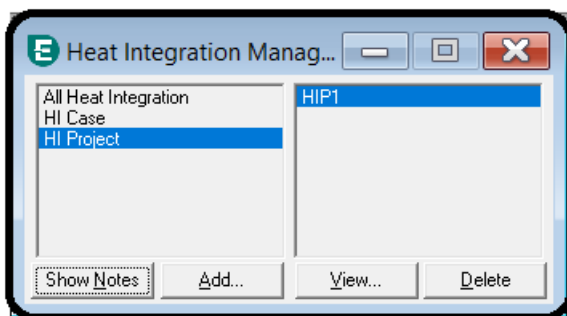 E Heat Integration Manag...
All Heat Integration
HI Case
HI Project
HIP1
Show Notes
Add...
View...
Delete